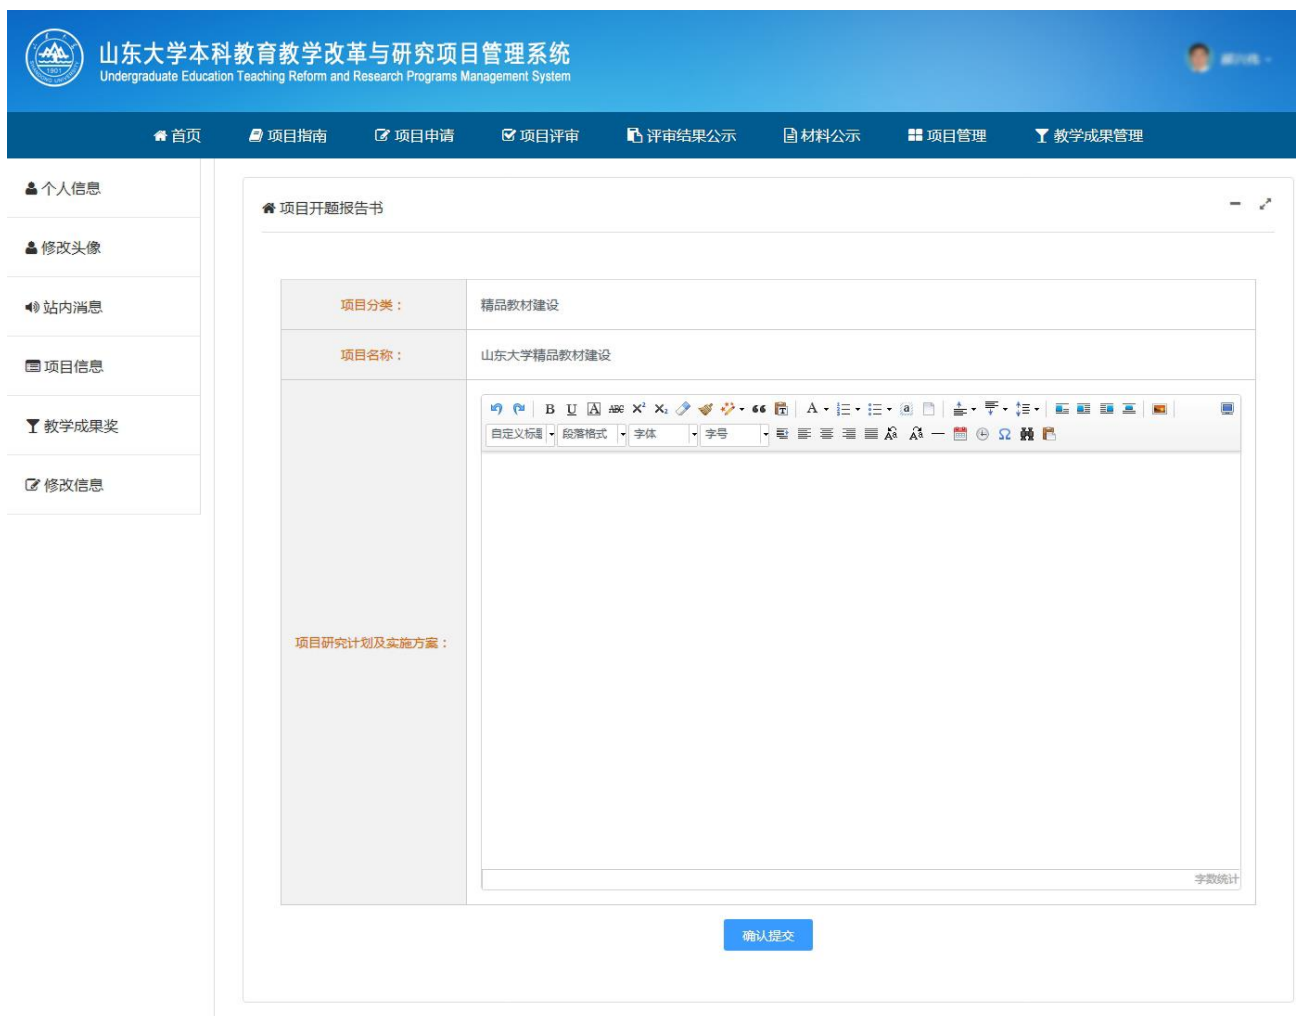 山东大学本科教育教学改革与研究项目管理系统
Undergraduate Education Teaching Reform and Research Programs Management System
首页 项目指南 项目申请 项目评审 评审结果公示 材料公示 项目管理 教学成果管理
个人信息
修改头像
站内消息
项目信息
教学成果奖
修改信息
项目开题报告书
项目分类： 精品教材建设
项目名称： 山东大学精品教材建设
自定义标题 段落格式 字体 字号
项目研究计划及实施方案：
字数统计
确认提交